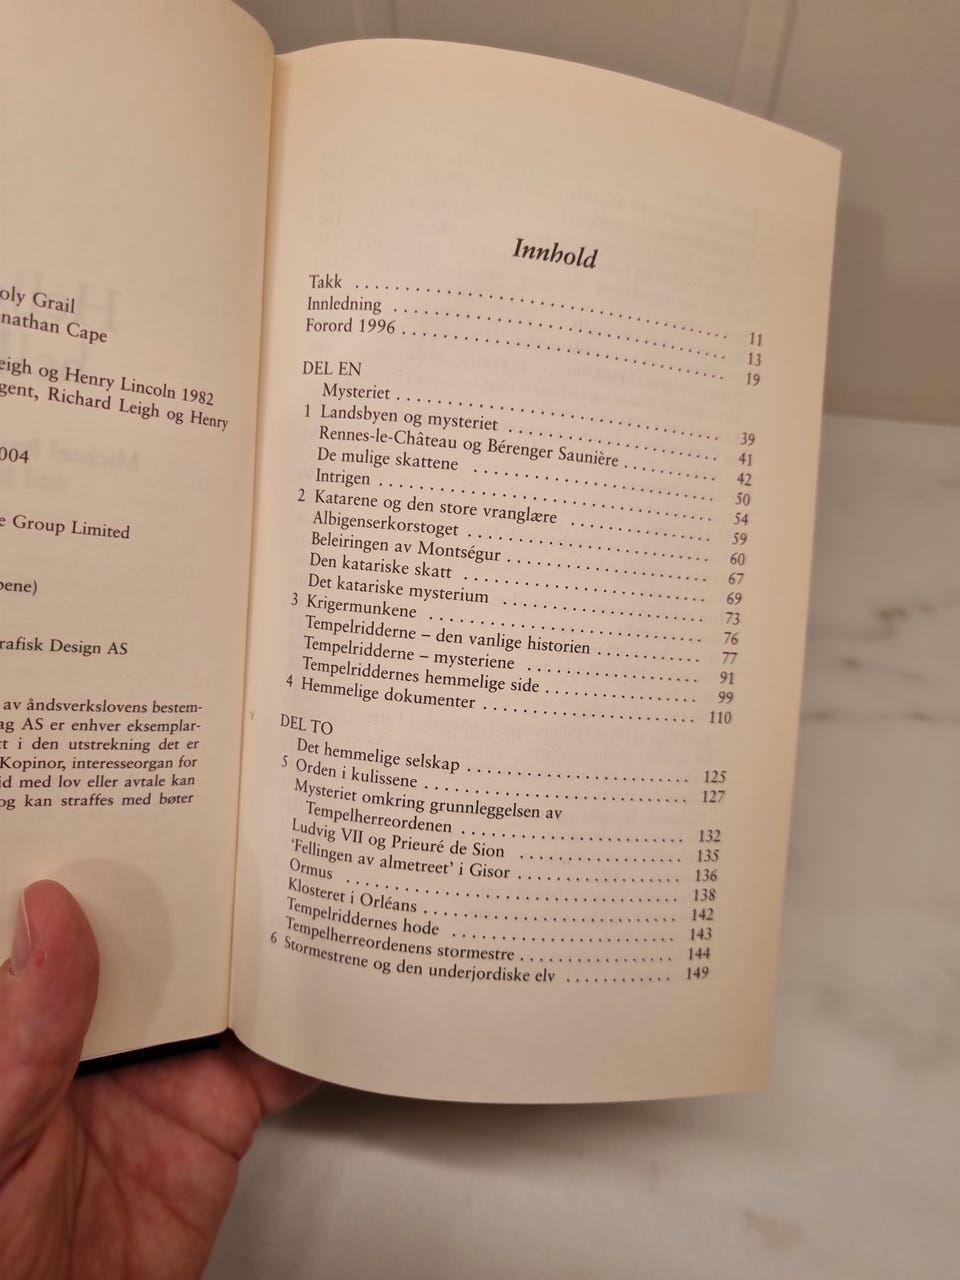 oly Grail
nathan Cape
eigh og Henry Lincoln 1982
gent, Richard Leigh og Henry
004
e Group Limited
pene)
rafisk Design AS
av åndsverkslovens bestem-
ag AS er enhver eksemplar-
t i den utstrekning det er
Kopinor, interesseorgan for
id med lov eller avtale kan
og kan straffes med bøter
Innhold
Takk . . . . . . . . . . 11
Innledning . . . . . . . . . . 13
Forord 1996 . . . . . . . . . . 19
DEL EN
Mysteriet . . . . . . . . . . 39
1 Landsbyen og mysteriet . . . . . . . . . . 41
Rennes-le-Château og Bérenger Saunière . . . . . . . . . . 42
De mulige skattene . . . . . . . . . . 50
Intrigen . . . . . . . . . . 54
2 Katarene og den store vranglære . . . . . . . . . . 59
Albigenserkorstoget . . . . . . . . . . 60
Beleiringen av Montségur . . . . . . . . . . 67
Den katariske skatt . . . . . . . . . . 69
Det katariske mysterium . . . . . . . . . . 73
3 Krigermunkene . . . . . . . . . . 76
Tempelridderne – den vanlige historien . . . . . . . . . . 77
Tempelridderne – mysteriene . . . . . . . . . . 91
Tempelriddernes hemmelige side . . . . . . . . . . 99
4 Hemmelige dokumenter . . . . . . . . . . 110
DEL TO
Det hemmelige selskap . . . . . . . . . . 125
5 Orden i kulissene . . . . . . . . . . 127
Mysteriet omkring grunnleggelsen av
Tempelherreordenen . . . . . . . . . . 132
Ludvig VII og Prieuré de Sion . . . . . . . . . . 135
'Fellingen av almetreet' i Gisor . . . . . . . . . . 136
Ormus . . . . . . . . . . 138
Klosteret i Orléans . . . . . . . . . . 142
Tempelriddernes hode . . . . . . . . . . 143
Tempelherreordenens stormestre . . . . . . . . . . 144
6 Stormestrene og den underjordiske elv . . . . . . . . . . 149